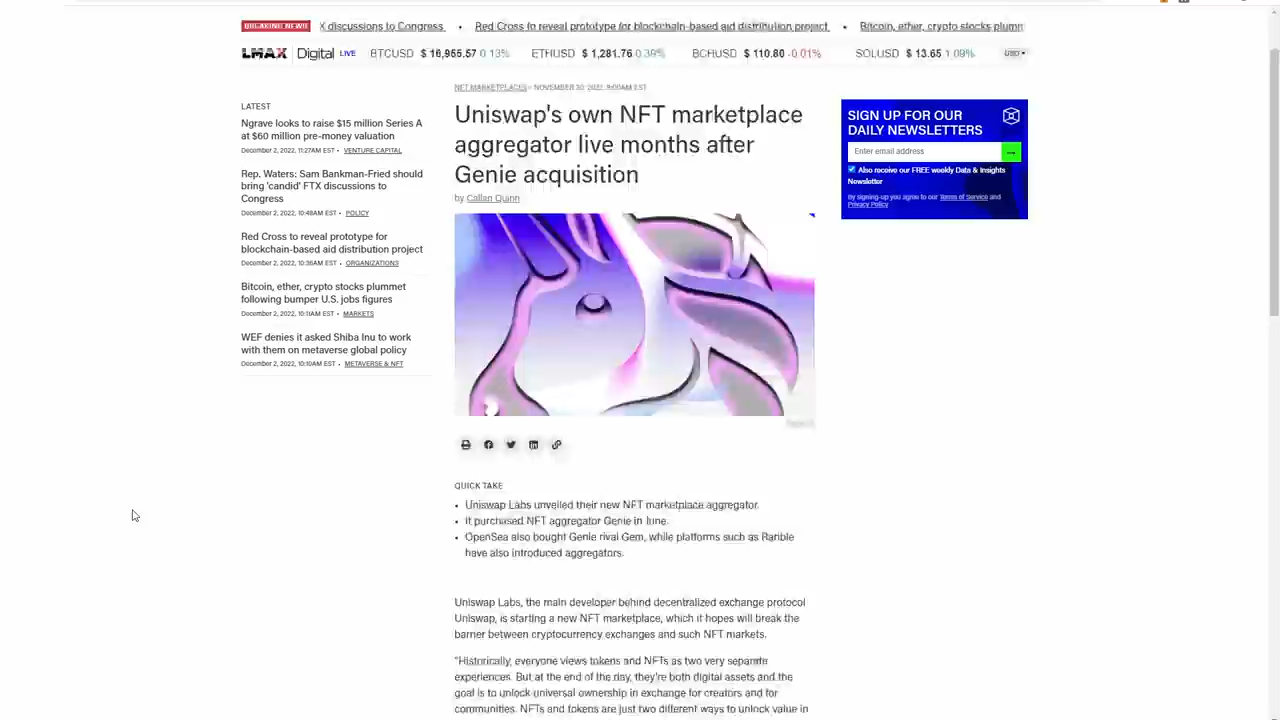 BREAKING NEWS
X discussions to Congress • Red Cross to reveal prototype for blockchain-based aid distribution project • Bitcoin, ether, crypto stocks plumm
LMAX Digital LIVE BTCUSD $ 16,965.57 0.13% ETHUSD $ 1,281.76 0.39% BCHUSD $ 110.80 -0.01% SOLUSD $ 13.65 1.09% USD
NFT MARKETPLACES • NOVEMBER 30, 2022, 9:00AM EST
Uniswap's own NFT marketplace
aggregator live months after
Genie acquisition
by Callan Quinn
LATEST
Ngrave looks to raise $15 million Series A
at $60 million pre-money valuation
December 2, 2022, 11:27AM EST • VENTURE CAPITAL
Rep. Waters: Sam Bankman-Fried should
bring 'candid' FTX discussions to
Congress
December 2, 2022, 10:48AM EST • POLICY
Red Cross to reveal prototype for
blockchain-based aid distribution project
December 2, 2022, 10:36AM EST • ORGANIZATIONS
Bitcoin, ether, crypto stocks plummet
following bumper U.S. jobs figures
December 2, 2022, 10:11AM EST • MARKETS
WEF denies it asked Shiba Inu to work
with them on metaverse global policy
December 2, 2022, 10:10AM EST • METAVERSE & NFT
SIGN UP FOR OUR
DAILY NEWSLETTERS
Enter email address
Also receive our FREE weekly Data & Insights
Newsletter
By signing-up you agree to our Terms of Service and
Privacy Policy
QUICK TAKE
• Uniswap Labs unveiled their new NFT marketplace aggregator.
• It purchased NFT aggregator Genie in June.
• OpenSea also bought Genie rival Gem, while platforms such as Rarible
have also introduced aggregators.
Uniswap Labs, the main developer behind decentralized exchange protocol
Uniswap, is starting a new NFT marketplace, which it hopes will break the
barrier between cryptocurrency exchanges and such NFT markets.
“Historically, everyone views tokens and NFTs as two very separate
experiences. But at the end of the day, they're both digital assets and the
goal is to unlock universal ownership in exchange for creators and for
communities. NFTs and tokens are just two different ways to unlock value in